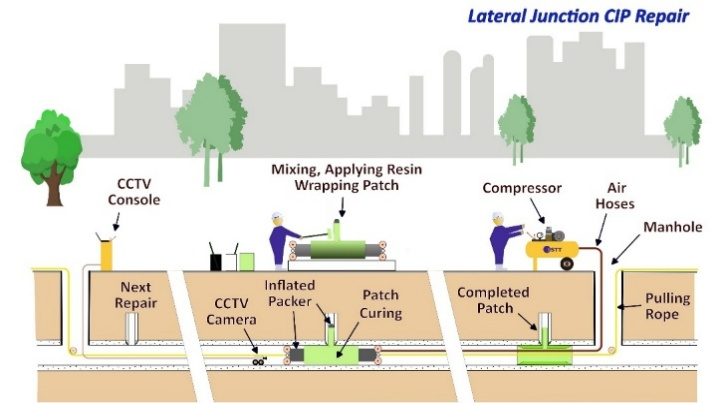 Lateral Junction CIP Repair
CCTV
Console
Mixing, Applying Resin
Wrapping Patch
Compressor
Air
Hoses
Manhole
Next
Repair
CCTV
Camera
Inflated
Packer
Patch
Curing
Completed
Patch
Pulling
Rope